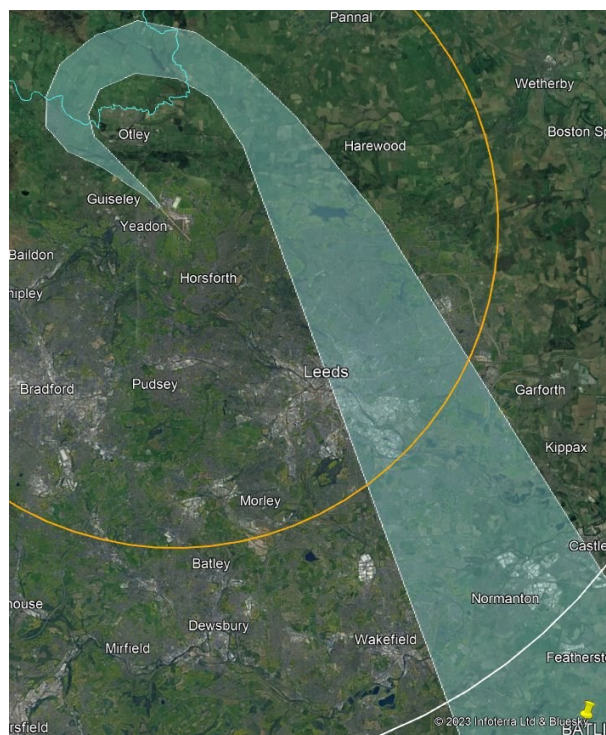 Pannal
Wetherby
Boston Sp
Otley
Harewood
Guiseley
Yeadon
Baildon
hipley
Horsforth
Leeds
Bradford
Pudsey
Garforth
Kippax
Morley
Castle
Batley
Normanton
house
Dewsbury
Wakefield
Mirfield
Featherst
© 2023 Infoterra Ltd & Bluesky
rsfield
BATLI